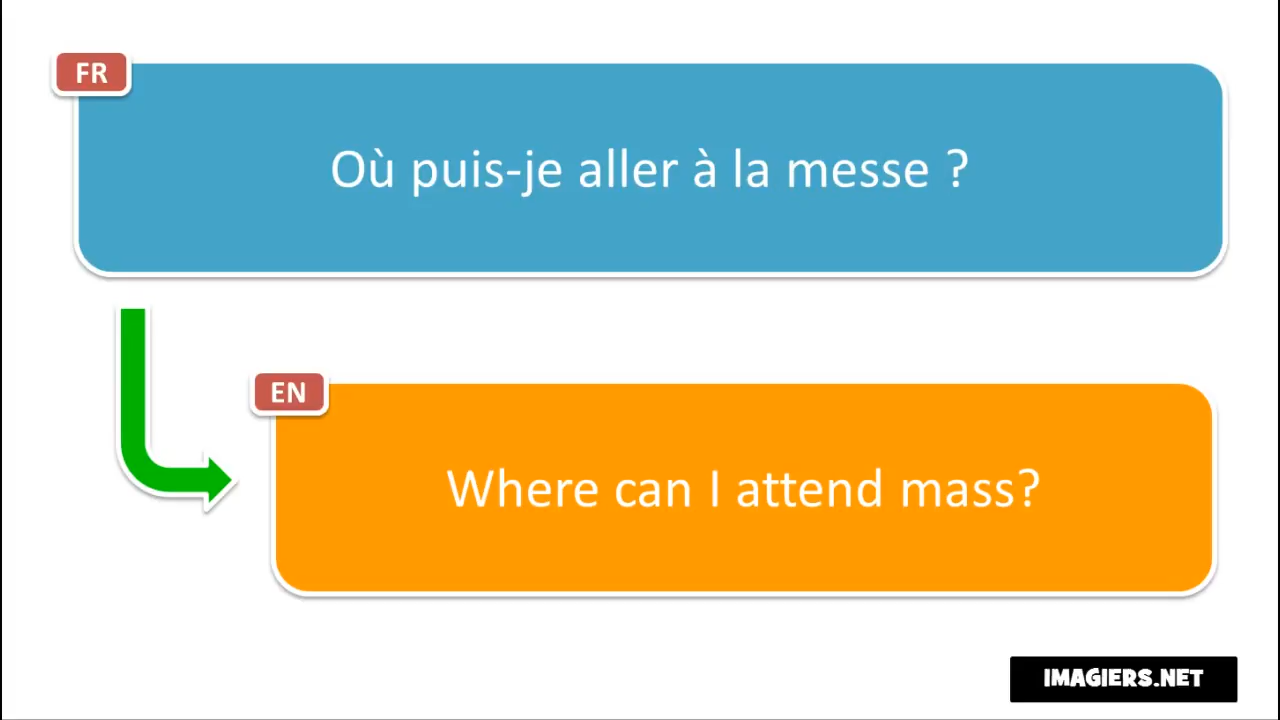 FR
Où puis-je aller à la messe ?
EN
Where can I attend mass?
IMAGIERS.NET